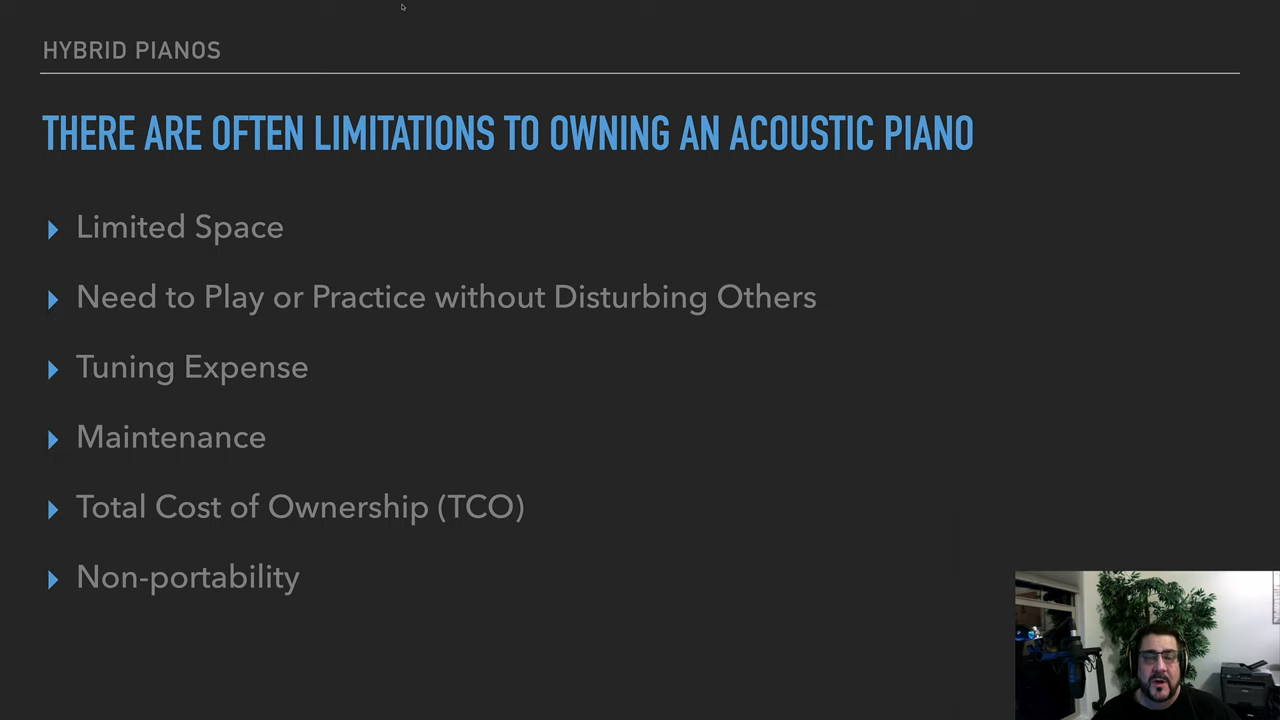 HYBRID PIANOS
THERE ARE OFTEN LIMITATIONS TO OWNING AN ACOUSTIC PIANO
Limited Space
Need to Play or Practice without Disturbing Others
Tuning Expense
Maintenance
Total Cost of Ownership (TCO)
Non-portability